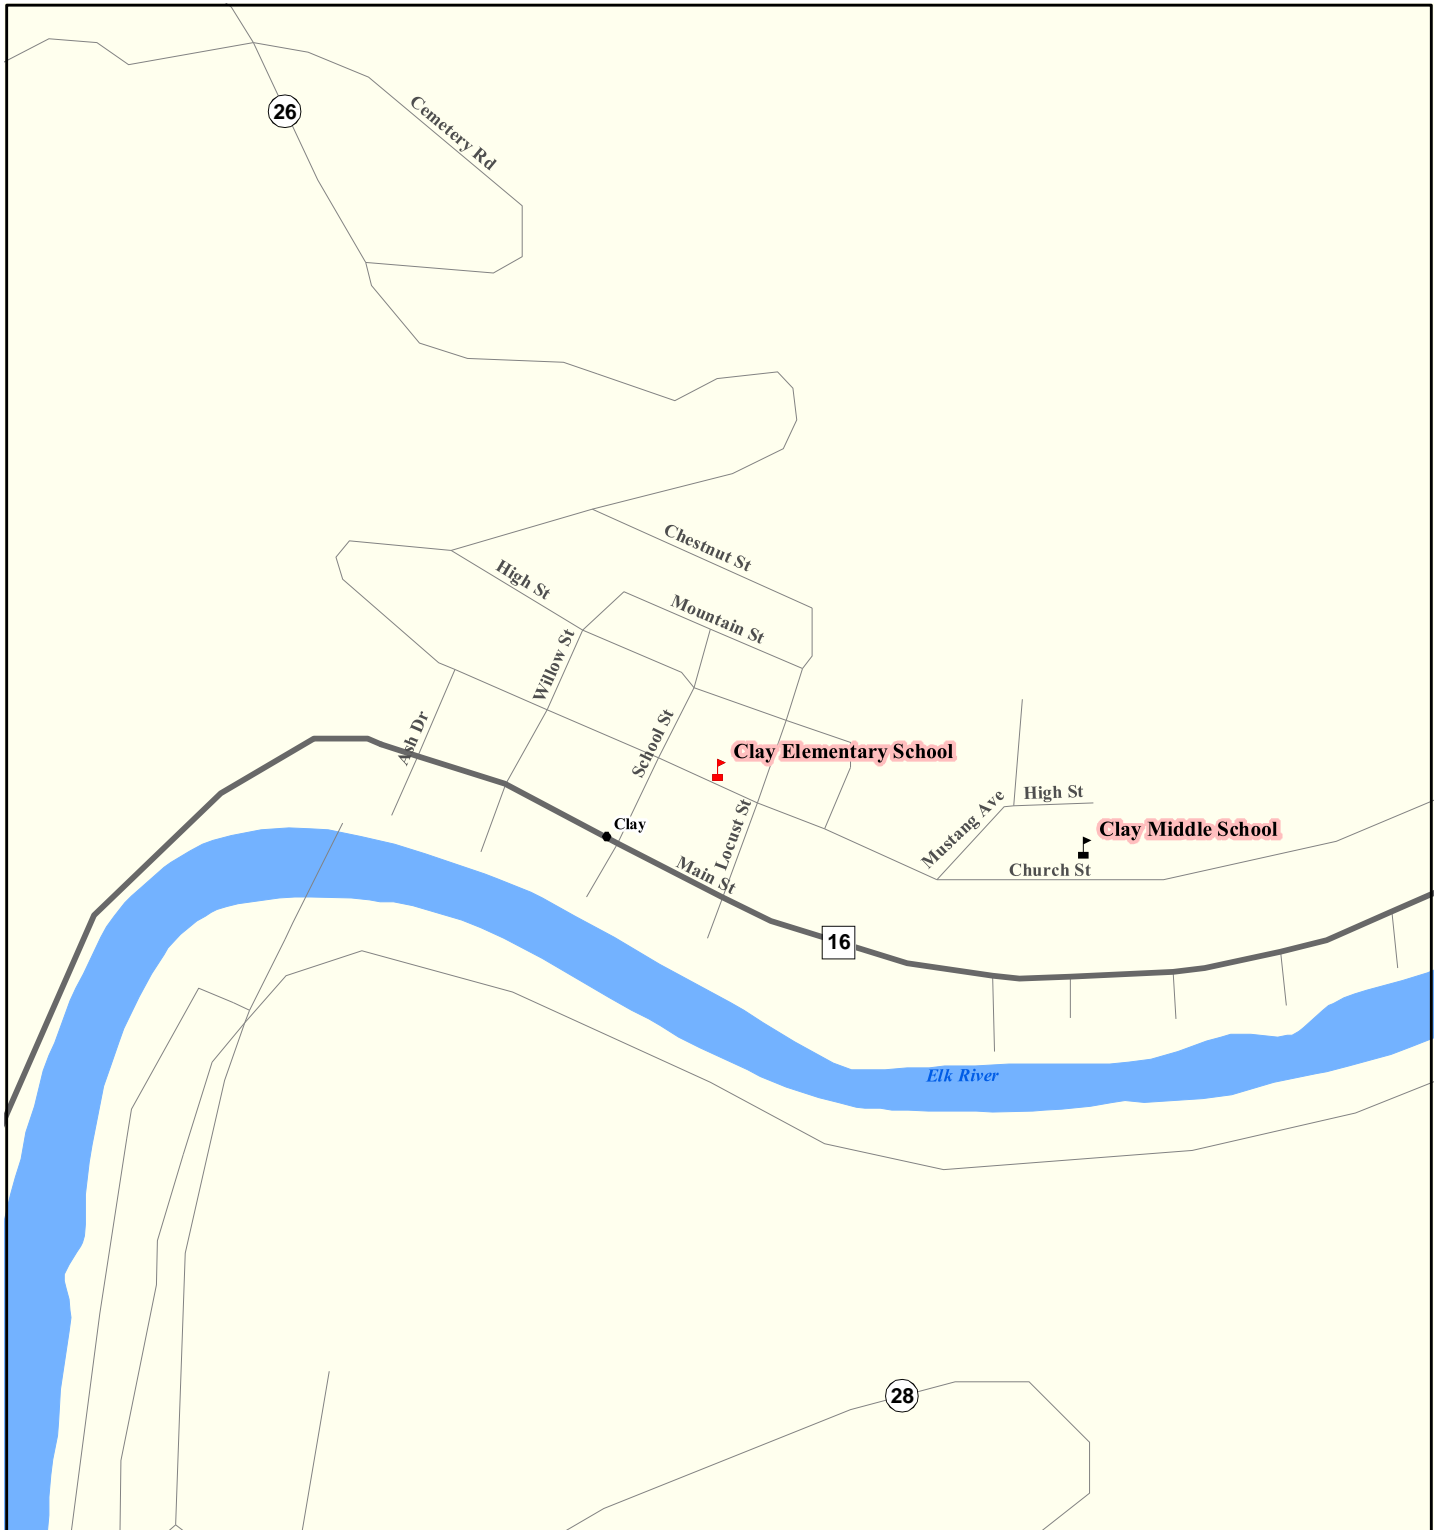 26
Cemetery Rd
Chestnut St
High St
Mountain St
Willow St
School St
Ash Dr
Clay Elementary School
High St
Mustang Ave
Clay
Locust St
Clay Middle School
Main St
Church St
16
Elk River
28